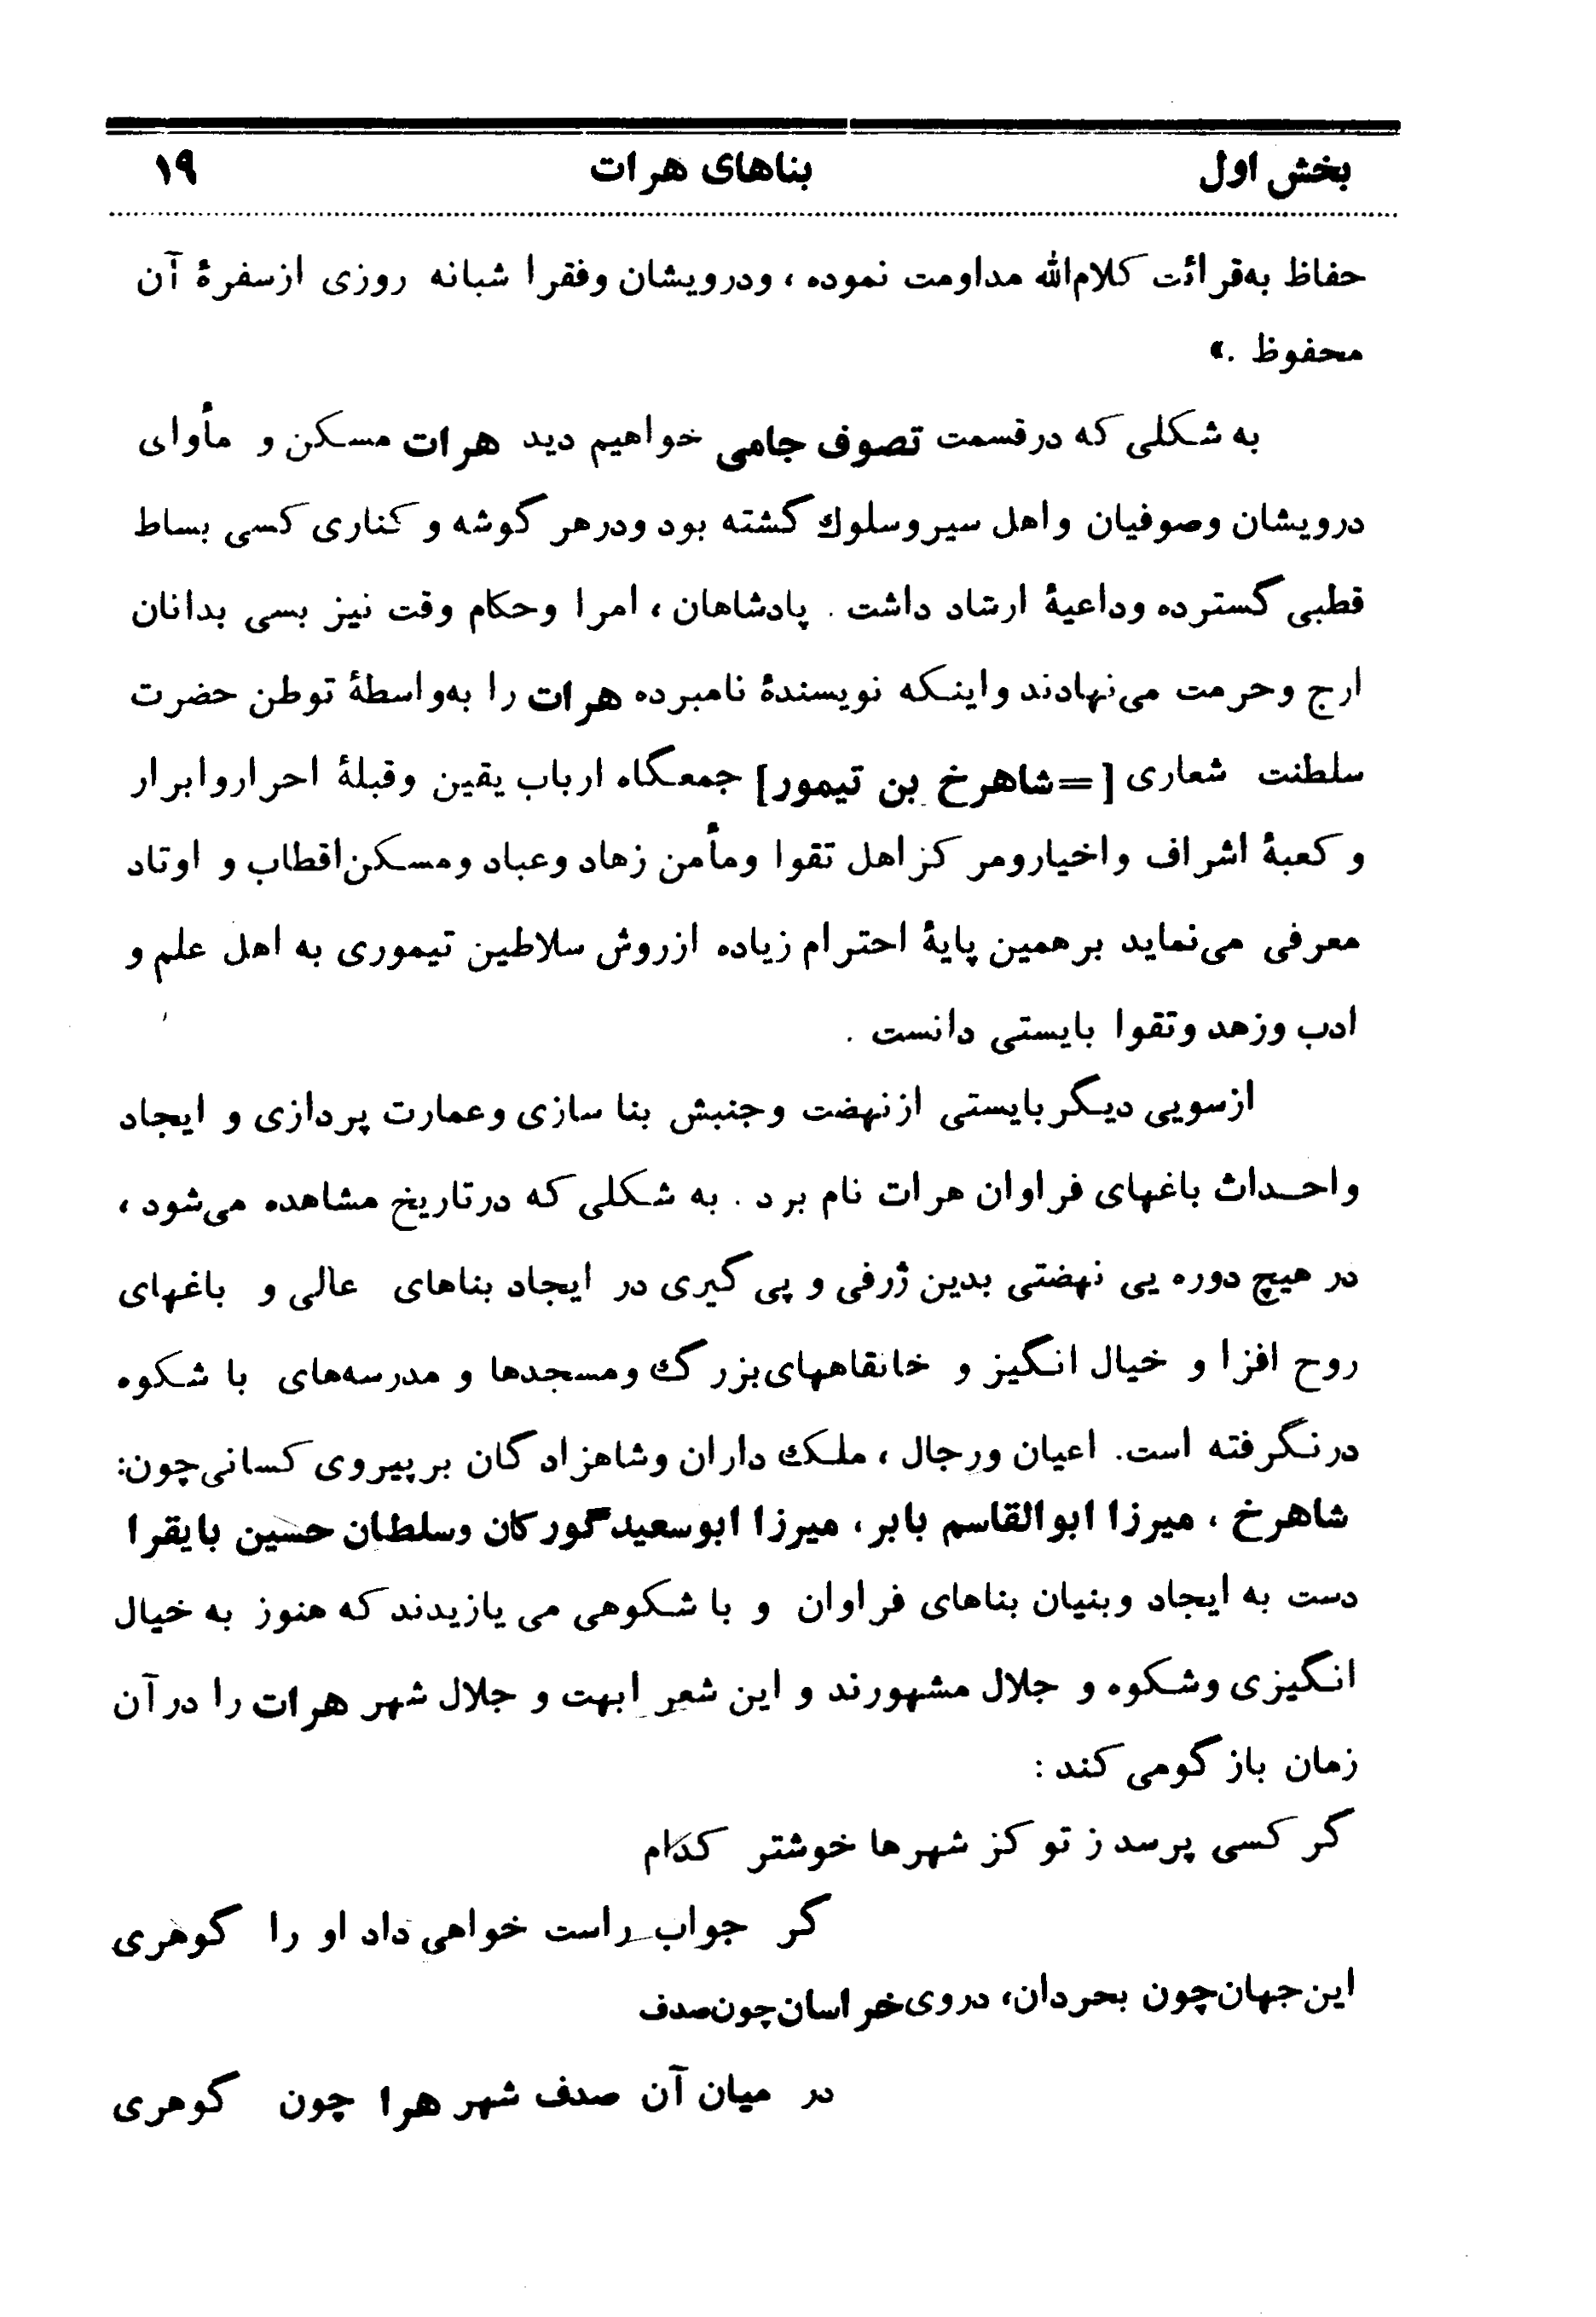 بخش اول بناهای هرات ۱۹
حفاظ به‌قرائت کلام‌الله مداومت نموده ، ودرویشان وفقرا شبانه روزی ازسفرهٔ آن
محفوظ .»
به شکلی که درقسمت تصوف جامی خواهیم دید هرات مسکن و مأوای
درویشان وصوفیان واهل سیروسلوك گشته بود ودرهر گوشه و کناری کسی بساط
قطبی گسترده وداعیهٔ ارشاد داشت . پادشاهان ، امرا وحکام وقت نیز بسی بدانان
ارج وحرمت می‌نهادند واینکه نویسندهٔ نامبرده هرات را به‌واسطهٔ توطن حضرت
سلطنت شعاری [=شاهرخ بن تیمور] جمعگاه ارباب یقین وقبلهٔ احراروابرار
و کعبهٔ اشراف واخیارومرکز اهل تقوا ومأمن زهاد وعباد ومسکن‌اقطاب و اوتاد
معرفی می‌نماید برهمین پایهٔ احترام زیاده ازروش سلاطین تیموری به اهل علم و
ادب وزهد وتقوا بایستی دانست .
ازسویی دیگربایستی ازنهضت وجنبش بنا سازی وعمارت پردازی و ایجاد
واحداث باغهای فراوان هرات نام برد . به شکلی که درتاریخ مشاهده می‌شود ،
در هیچ دوره یی نهضتی بدین ژرفی و پی گیری در ایجاد بناهای عالی و باغهای
روح افزا و خیال انگیز و خانقاههای‌بزرگ ومسجدها و مدرسه‌های با شکوه
درنگرفته است. اعیان ورجال ، ملك داران وشاهزادگان برپیروی کسانی‌چون:
شاهرخ ، میرزا ابوالقاسم بابر، میرزا ابوسعیدگورکان وسلطان حسین بایقرا
دست به ایجاد وبنیان بناهای فراوان و با شکوهی می یازیدند که هنوز به خیال
انگیزی وشکوه و جلال مشهورند و این شعر ابهت و جلال شهر هرات را درآن
زمان بازگومی کند :
گر کسی پرسد ز تو کز شهرها خوشتر کدام
گر جواب راست خواهی داد او را گوهری
این‌جهان‌چون بحردان، دروی‌خراسان‌چون‌صدف
در میان آن صدف شهر هرا چون گوهری